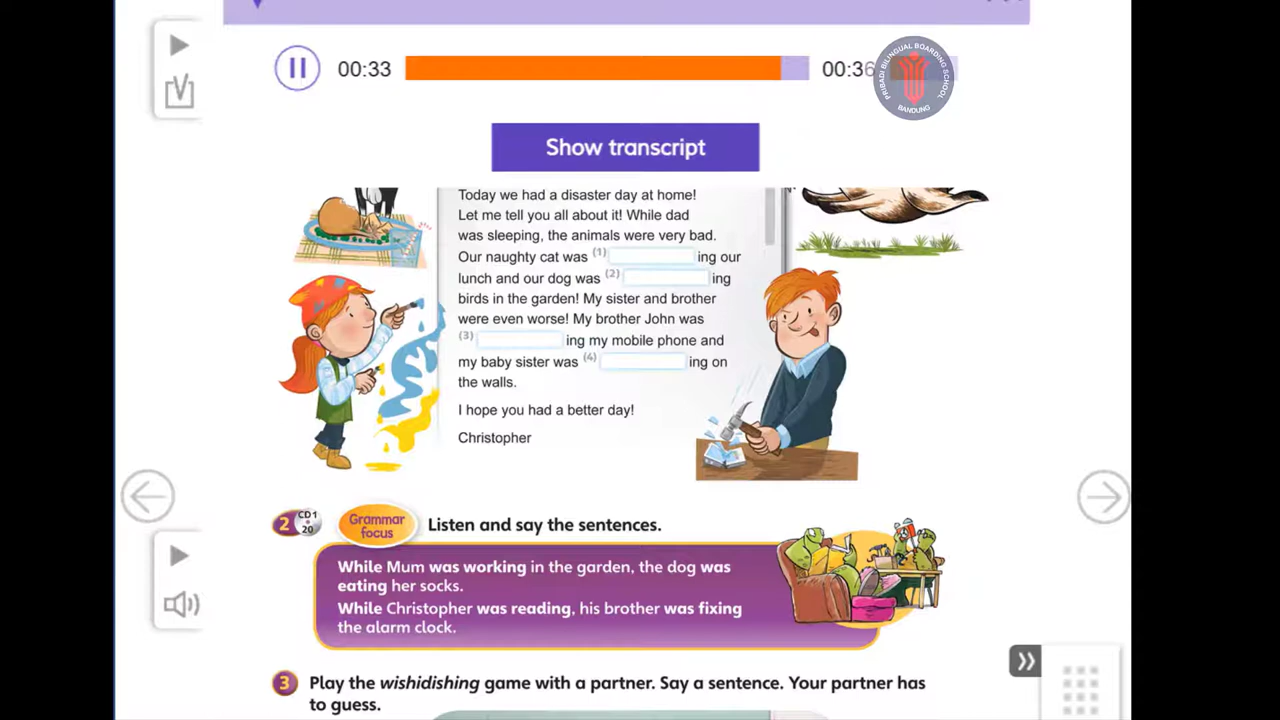 00:33
00:36
PRIBADI BILINGUAL BOARDING SCHOOL
BANDUNG
Show transcript
Today we had a disaster day at home!
Let me tell you all about it! While dad
was sleeping, the animals were very bad.
Our naughty cat was (1) ing our
lunch and our dog was (2) ing
birds in the garden! My sister and brother
were even worse! My brother John was
(3) ing my mobile phone and
my baby sister was (4) ing on
the walls.
I hope you had a better day!
Christopher
2 CD1 20 Grammar focus Listen and say the sentences.
While Mum was working in the garden, the dog was
eating her socks.
While Christopher was reading, his brother was fixing
the alarm clock.
3 Play the wishidishing game with a partner. Say a sentence. Your partner has
to guess.